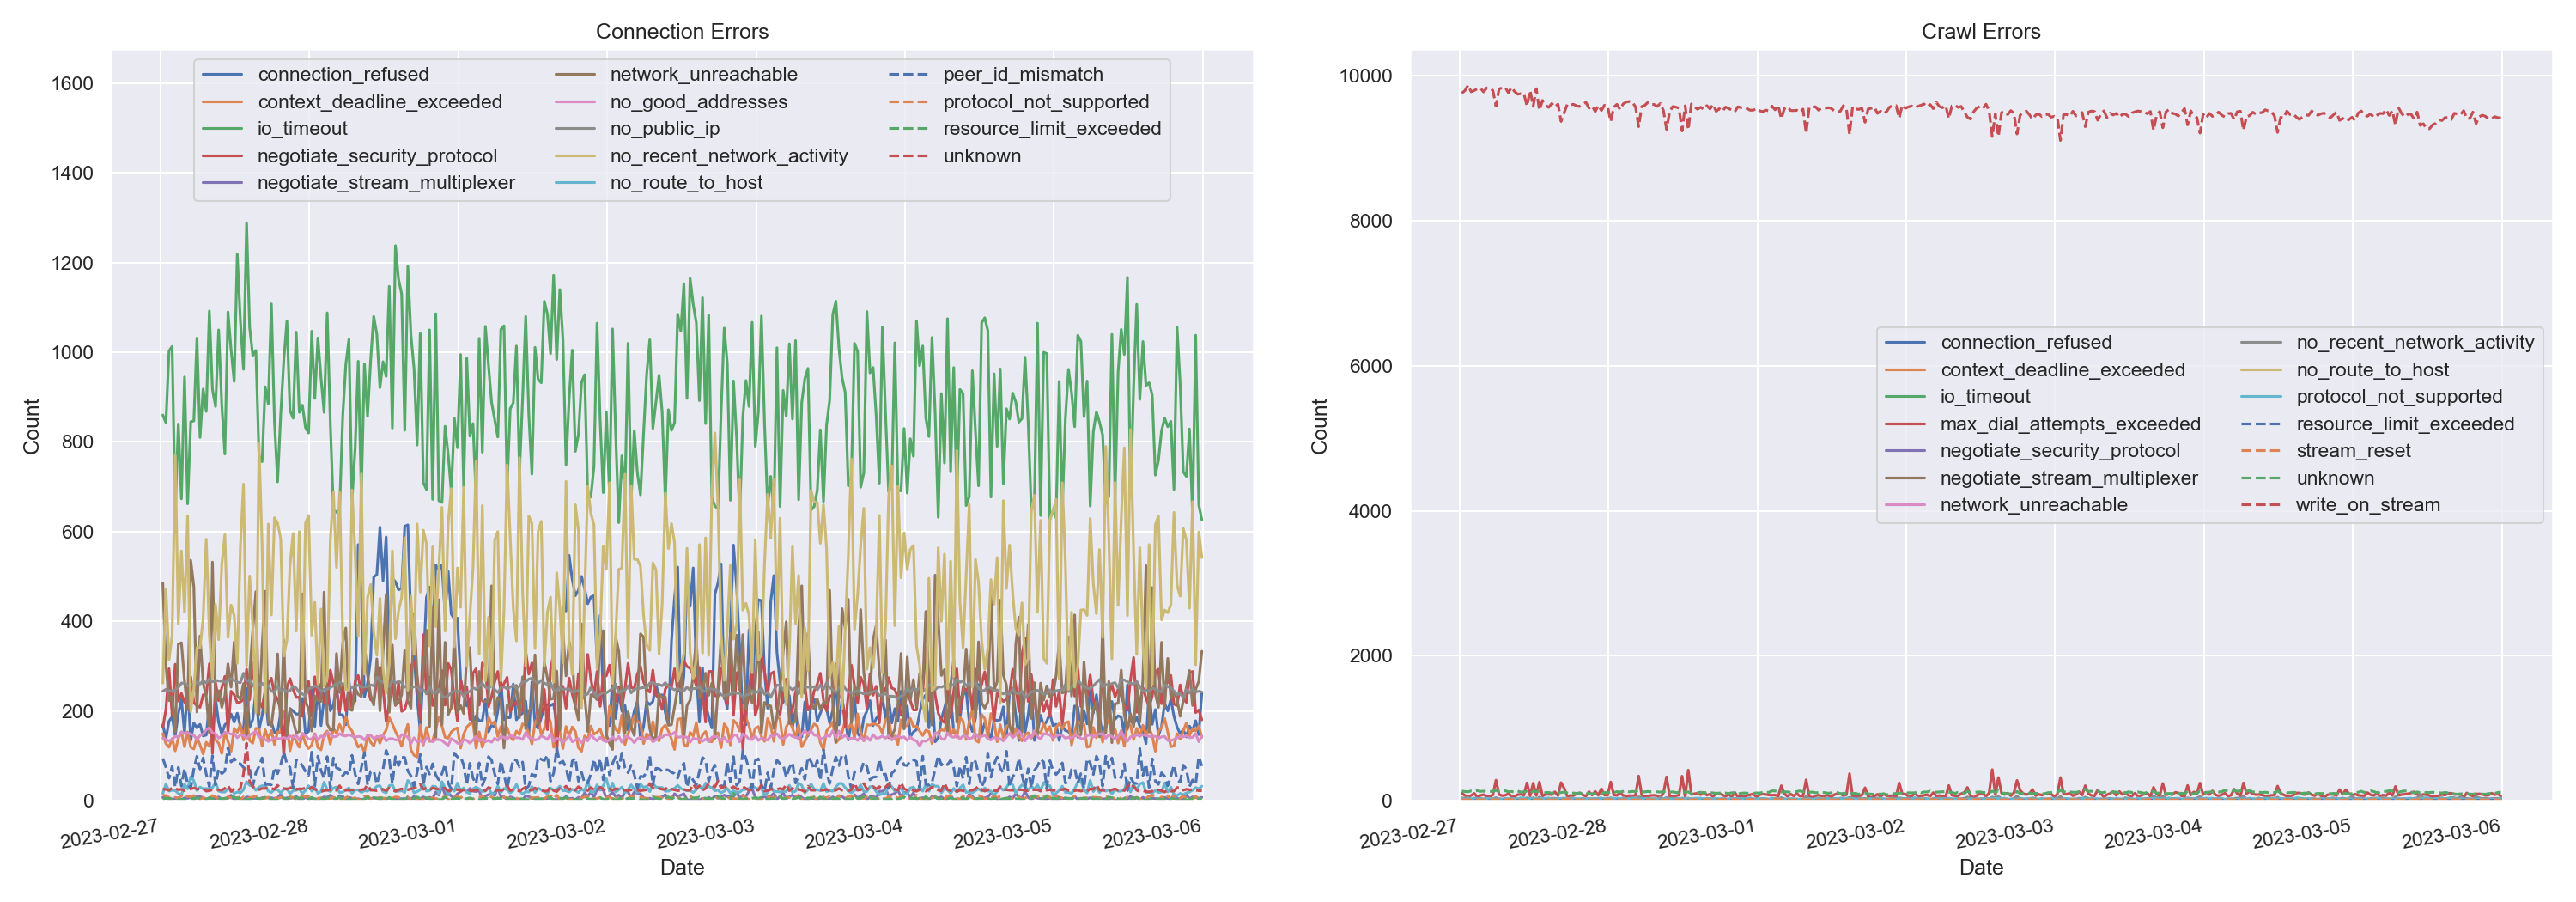 Connection Errors
1600
1400
1200
1000
800
600
400
200
0
Count
connection_refused
context_deadline_exceeded
io_timeout
negotiate_security_protocol
negotiate_stream_multiplexer
network_unreachable
no_good_addresses
no_public_ip
no_recent_network_activity
no_route_to_host
peer_id_mismatch
protocol_not_supported
resource_limit_exceeded
unknown
2023-02-27
2023-02-28
2023-03-01
2023-03-02
2023-03-03
2023-03-04
2023-03-05
2023-03-06
Date
Crawl Errors
10000
8000
6000
4000
2000
0
Count
connection_refused
context_deadline_exceeded
io_timeout
max_dial_attempts_exceeded
negotiate_security_protocol
negotiate_stream_multiplexer
network_unreachable
no_recent_network_activity
no_route_to_host
protocol_not_supported
resource_limit_exceeded
stream_reset
unknown
write_on_stream
2023-02-27
2023-02-28
2023-03-01
2023-03-02
2023-03-03
2023-03-04
2023-03-05
2023-03-06
Date